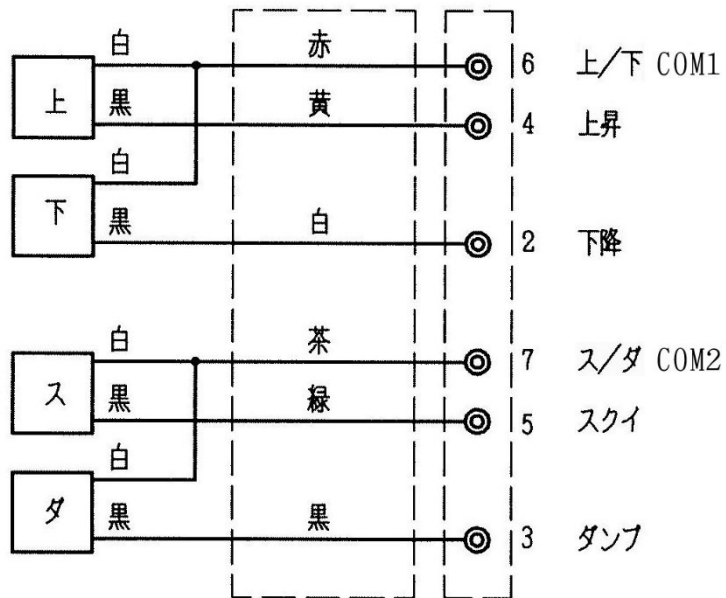 白 赤 6 上/下 COM1
上 黒 黄 4 上昇
白
下 黒 白 2 下降
白 茶 7 ス/ダ COM2
ス 黒 緑 5 スクイ
白
ダ 黒 黒 3 ダンプ